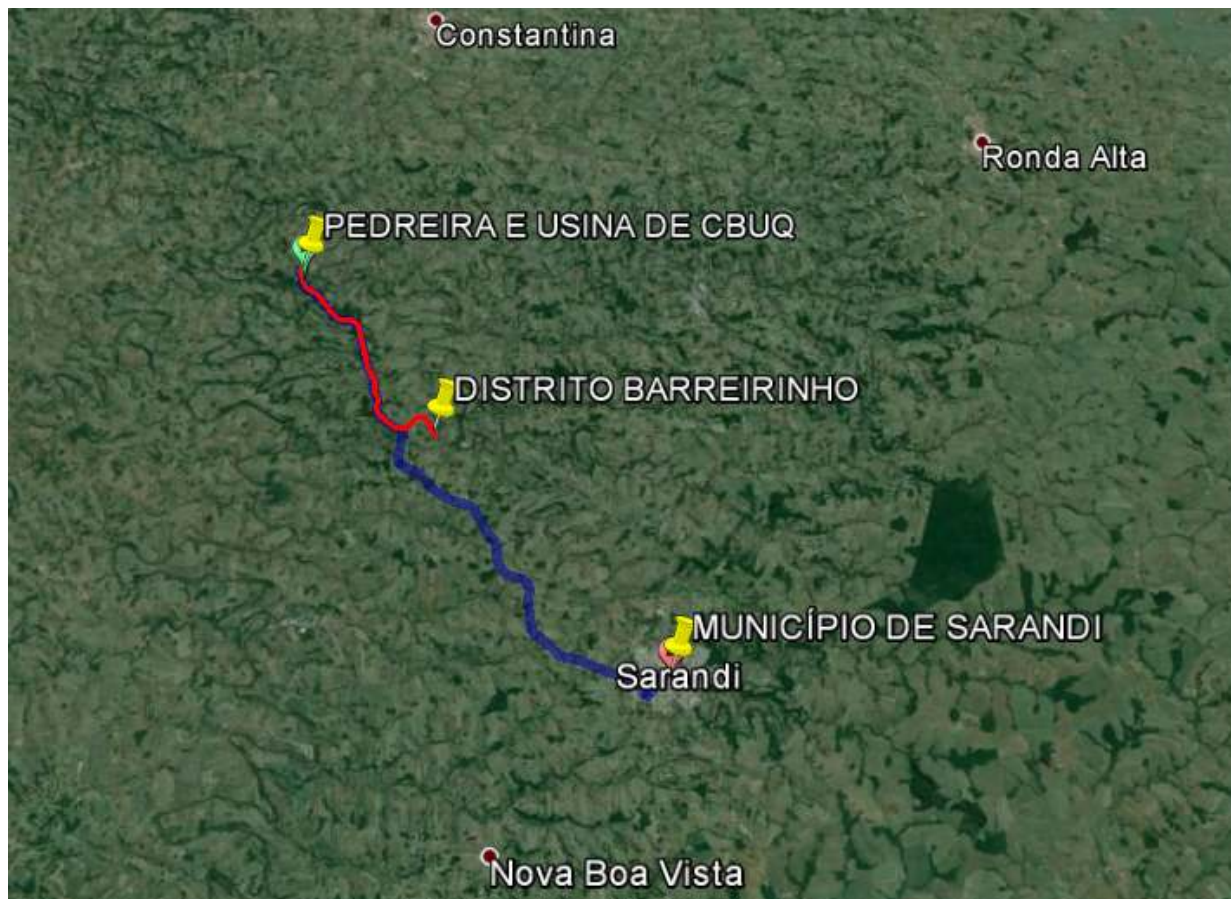 Constantina
Ronda Alta
PEDREIRA E USINA DE CBUQ
DISTRITO BARREIRINHO
MUNICÍPIO DE SARANDI
Sarandi
Nova Boa Vista